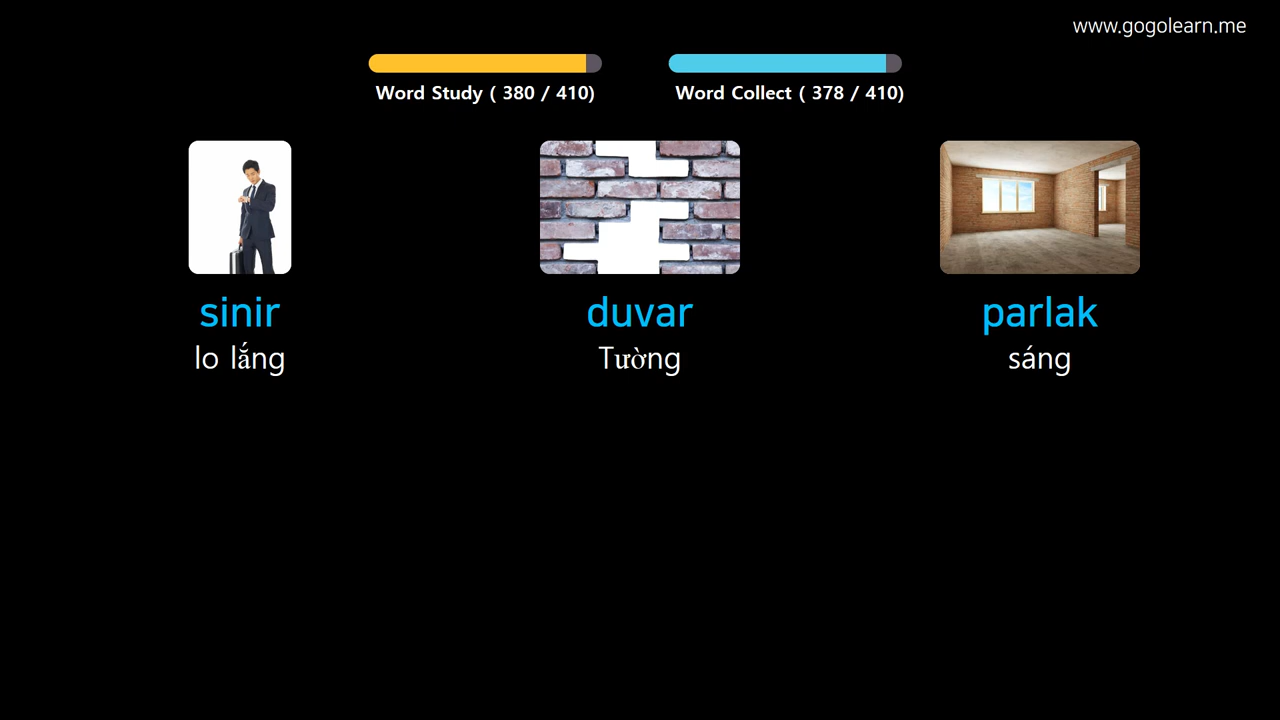 www.gogolearn.me
Word Study ( 380 / 410)
Word Collect ( 378 / 410)
sinir
duvar
parlak
lo lắng
Tường
sáng